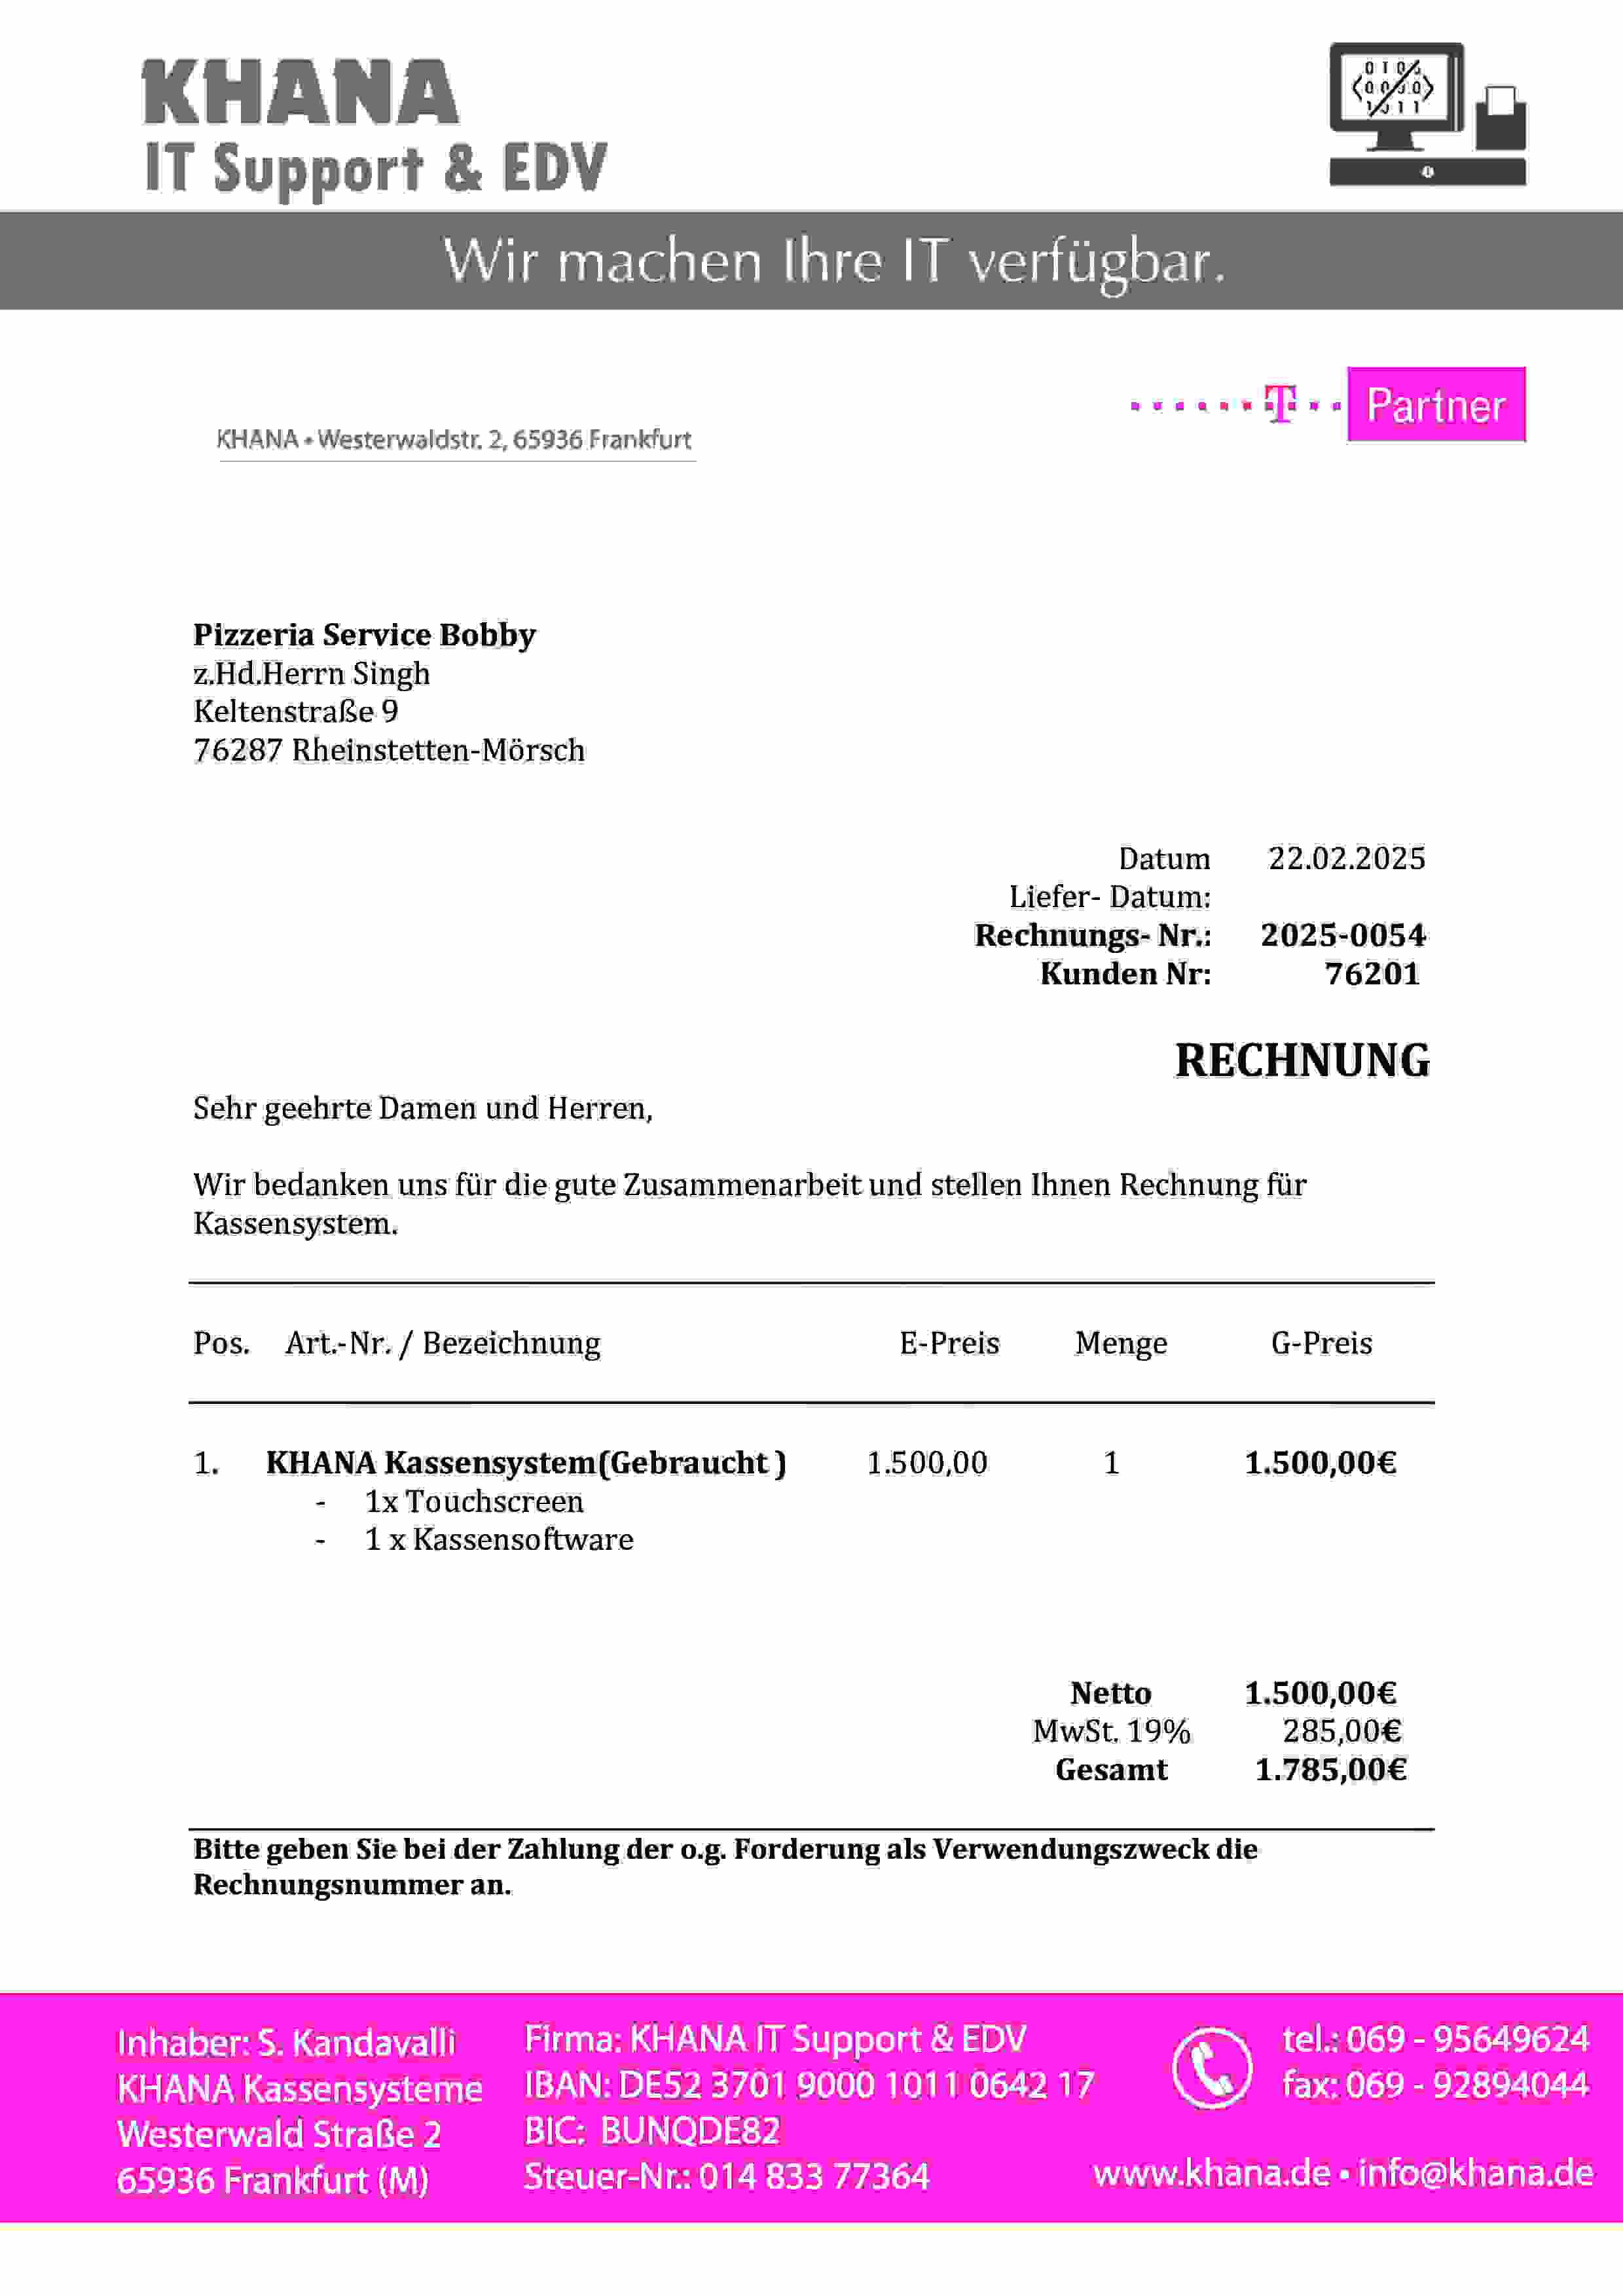 KHANA
IT Support & EDV
Wir machen Ihre IT verfügbar.
T Partner
KHANA • Westerwaldstr. 2, 65936 Frankfurt
Pizzeria Service Bobby
z.Hd.Herrn Singh
Keltenstraße 9
76287 Rheinstetten-Mörsch
Datum 22.02.2025
Liefer- Datum:
Rechnungs- Nr.: 2025-0054
Kunden Nr: 76201
RECHNUNG
Sehr geehrte Damen und Herren,
Wir bedanken uns für die gute Zusammenarbeit und stellen Ihnen Rechnung für
Kassensystem.
Pos. Art.-Nr. / Bezeichnung E-Preis Menge G-Preis
1. KHANA Kassensystem(Gebraucht ) 1.500,00 1 1.500,00€
- 1x Touchscreen
- 1 x Kassensoftware
Netto 1.500,00€
MwSt. 19% 285,00€
Gesamt 1.785,00€
Bitte geben Sie bei der Zahlung der o.g. Forderung als Verwendungszweck die
Rechnungsnummer an.
Inhaber: S. Kandavalli
KHANA Kassensysteme
Westerwald Straße 2
65936 Frankfurt (M)
Firma: KHANA IT Support & EDV
IBAN: DE52 3701 9000 1011 0642 17
BIC: BUNQDE82
Steuer-Nr.: 014 833 77364
tel.: 069 - 95649624
fax: 069 - 92894044
www.khana.de • info@khana.de